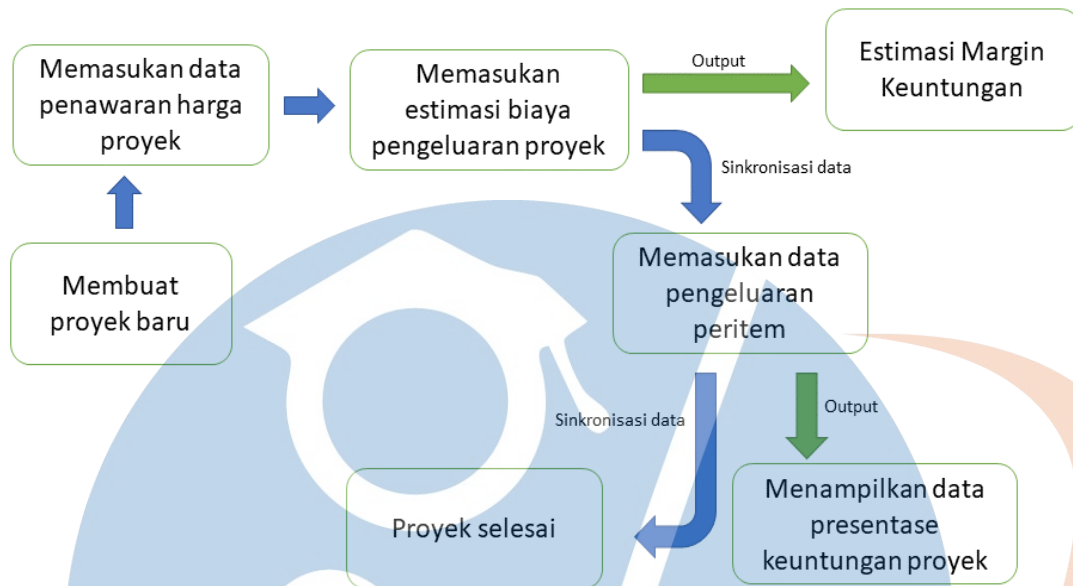 Memasukan data
penawaran harga
proyek
Memasukan
estimasi biaya
pengeluaran proyek
Output
Estimasi Margin
Keuntungan
Sinkronisasi data
Membuat
proyek baru
Memasukan data
pengeluaran
peritem
Sinkronisasi data
Output
Proyek selesai
Menampilkan data
presentase
keuntungan proyek